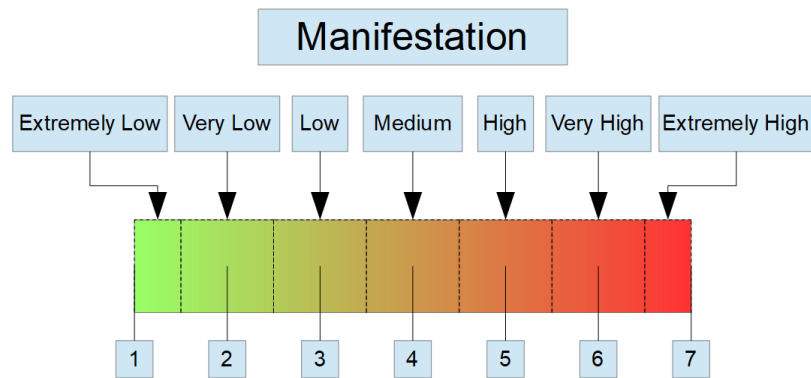 Manifestation
Extremely Low
Very Low
Low
Medium
High
Very High
Extremely High
1
2
3
4
5
6
7